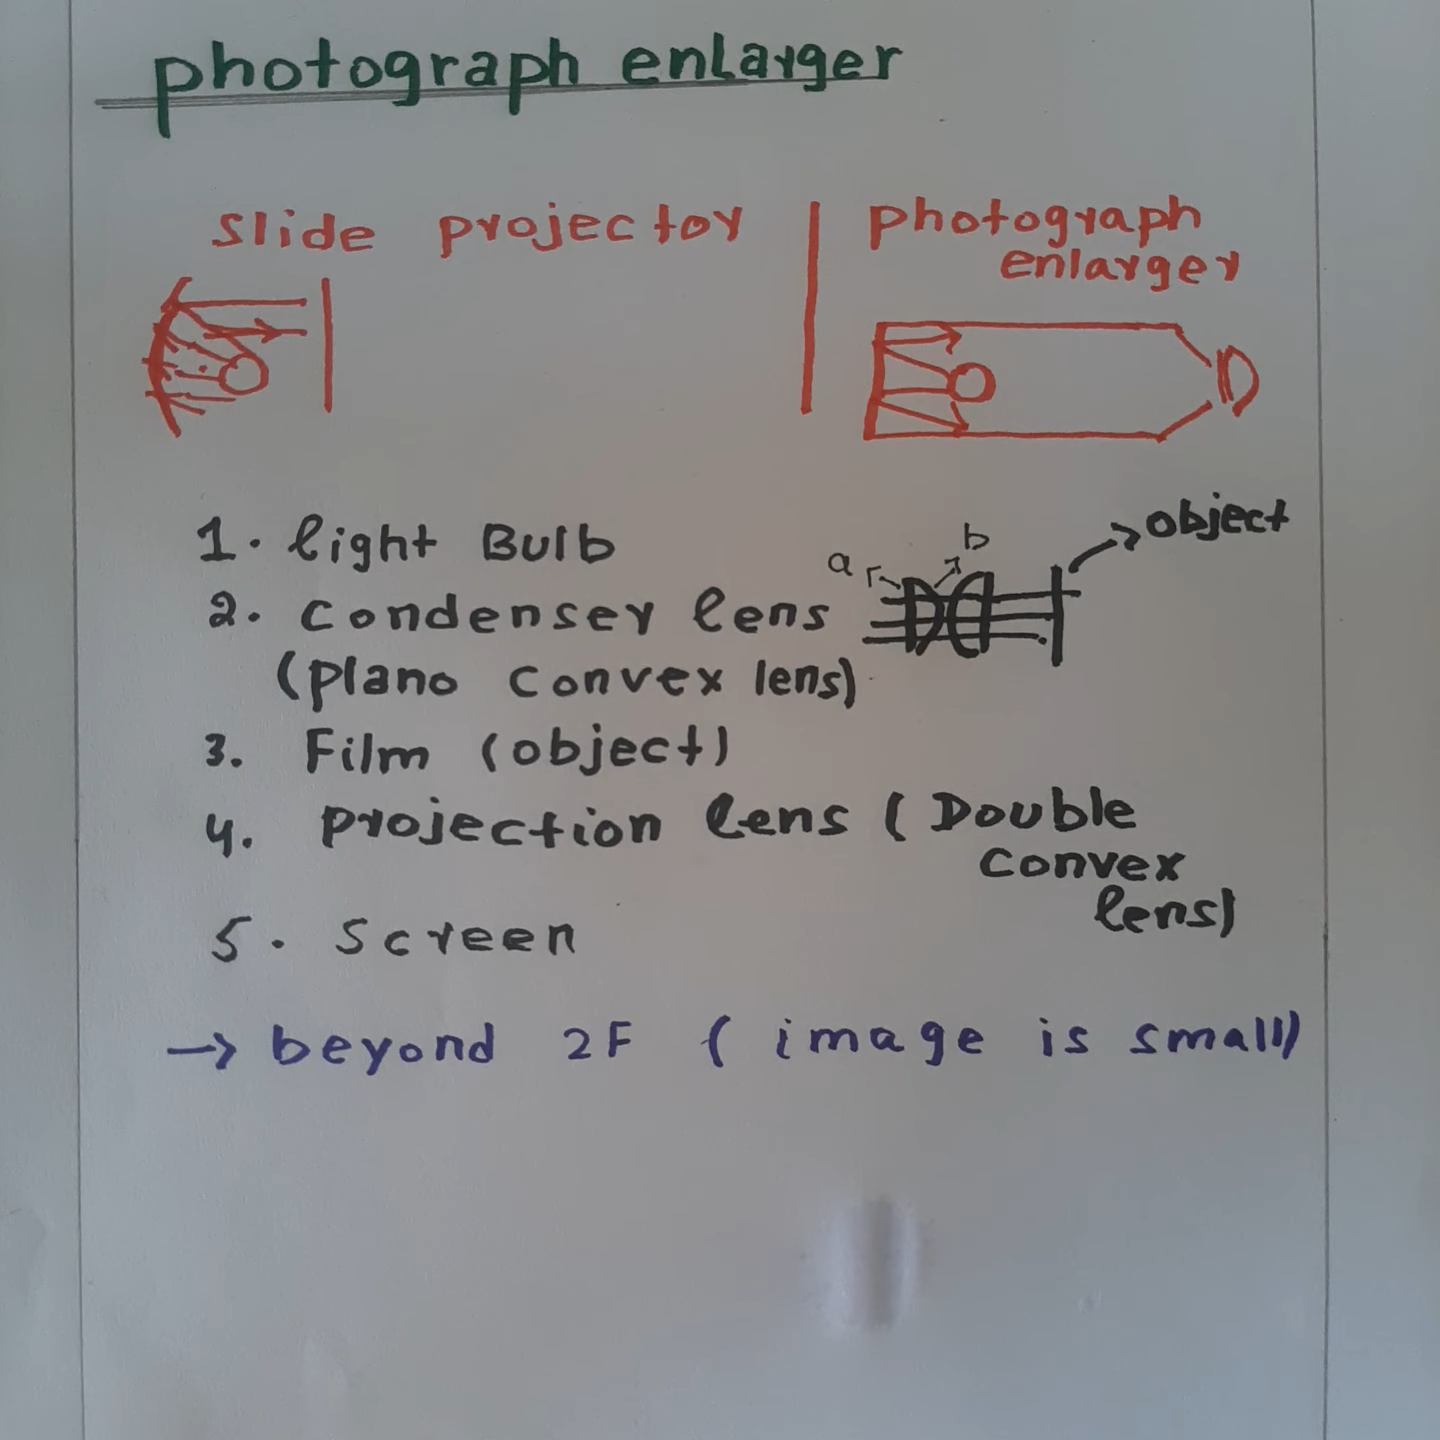 photograph enlarger
slide projector
photograph
enlarger
1. light Bulb
2. condenser lens
(plano convex lens)
a
b
object
3. Film (object)
4. projection lens (Double
convex
lens)
5. screen
→ beyond 2F ( image is small)